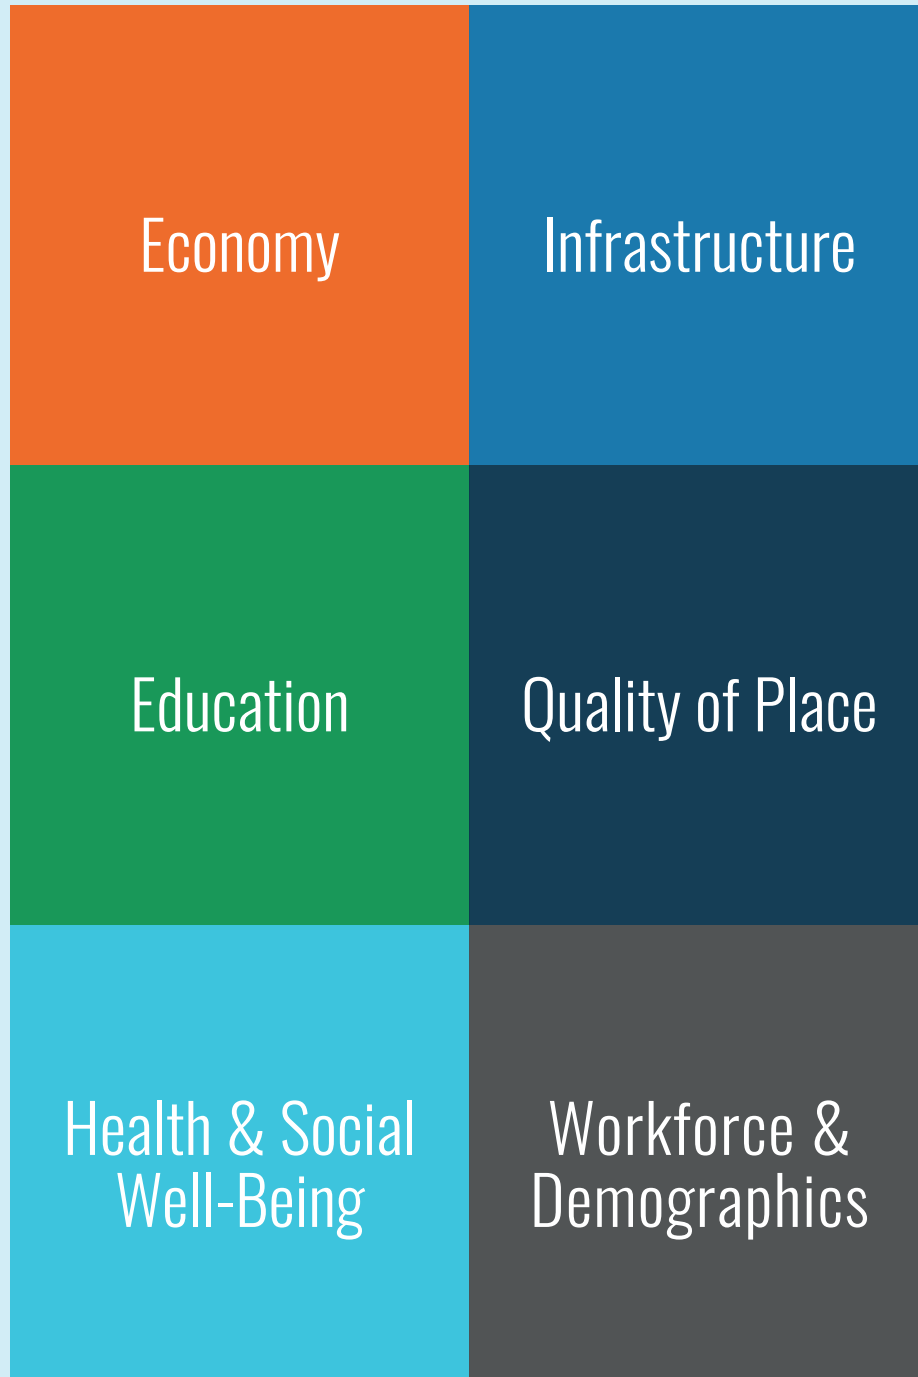 Economy
Infrastructure
Education
Quality of Place
Health & Social
Well-Being
Workforce &
Demographics